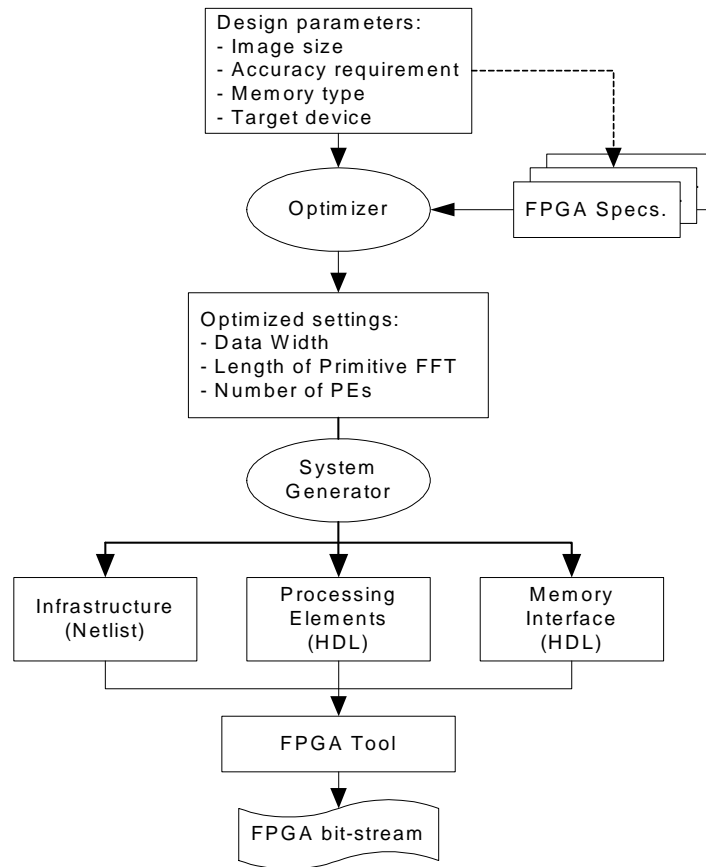 Design parameters:
- Image size
- Accuracy requirement
- Memory type
- Target device
Optimizer
FPGA Specs.
Optimized settings:
- Data Width
- Length of Primitive FFT
- Number of PEs
System
Generator
Infrastructure
(Netlist)
Processing
Elements
(HDL)
Memory
Interface
(HDL)
FPGA Tool
FPGA bit-stream